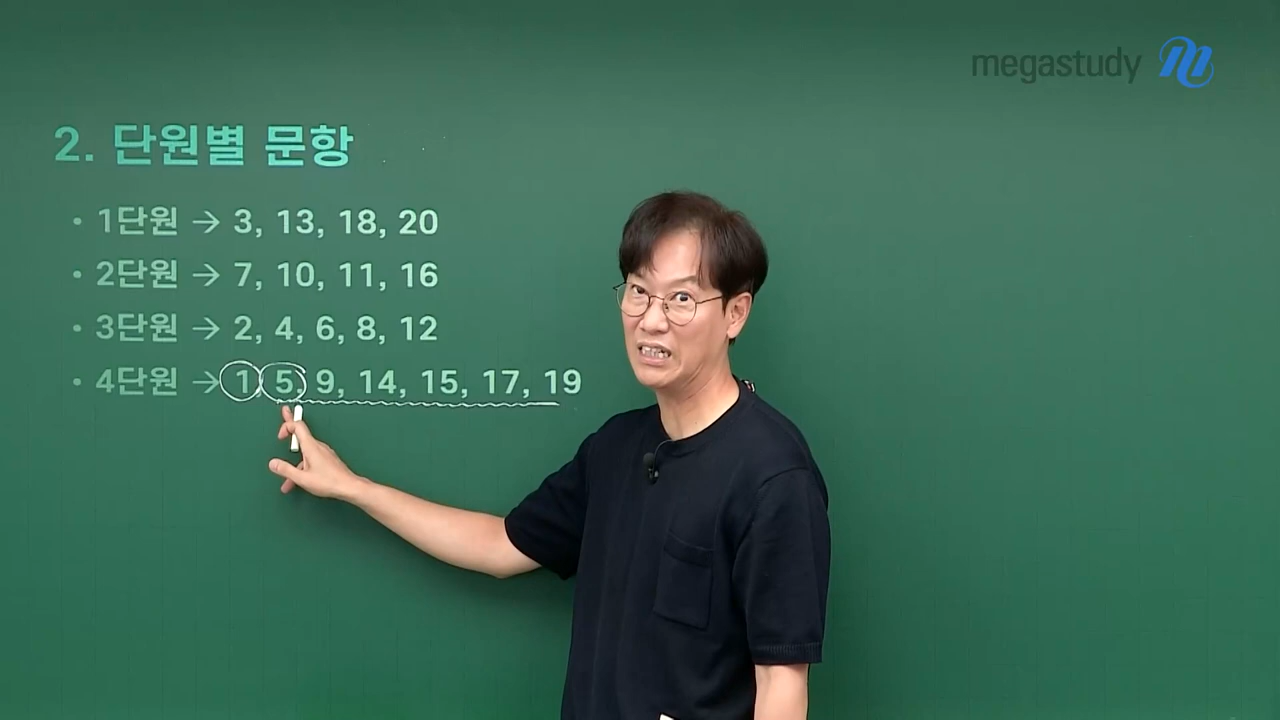 megastudy
2. 단원별 문항
• 1단원 → 3, 13, 18, 20
• 2단원 → 7, 10, 11, 16
• 3단원 → 2, 4, 6, 8, 12
• 4단원 → 1, 5, 9, 14, 15, 17, 19